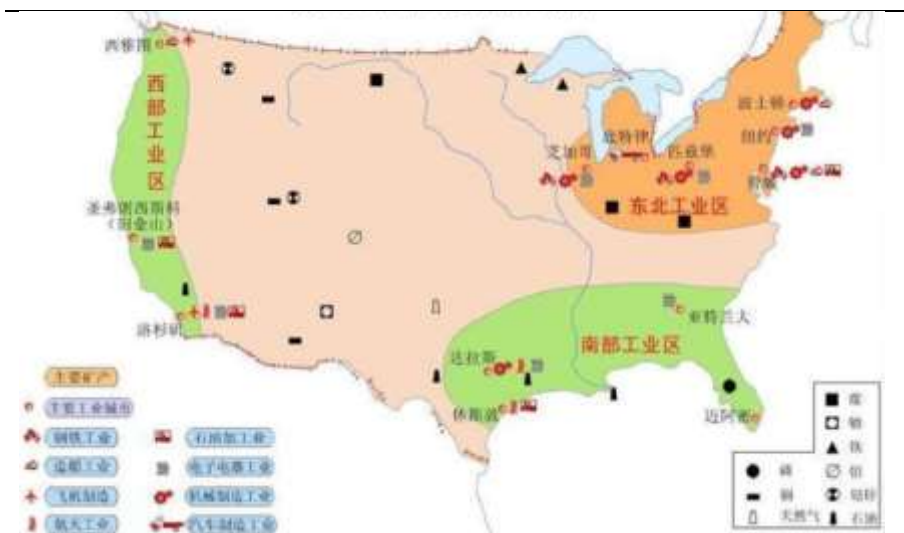 西雅图
西部工业区
圣弗朗西斯科
（旧金山）
洛杉矶
芝加哥
底特律
匹兹堡
波士顿
纽约
费城
东北工业区
亚特兰大
南部工业区
达拉斯
休斯敦
迈阿密
主要矿产
主要工业城市
钢铁工业
造船工业
飞机制造
航天工业
石油加工业
电子电器工业
机械制造工业
汽车制造工业
煤
铀
铁
磷
钼
铜
铅锌
天然气
石油